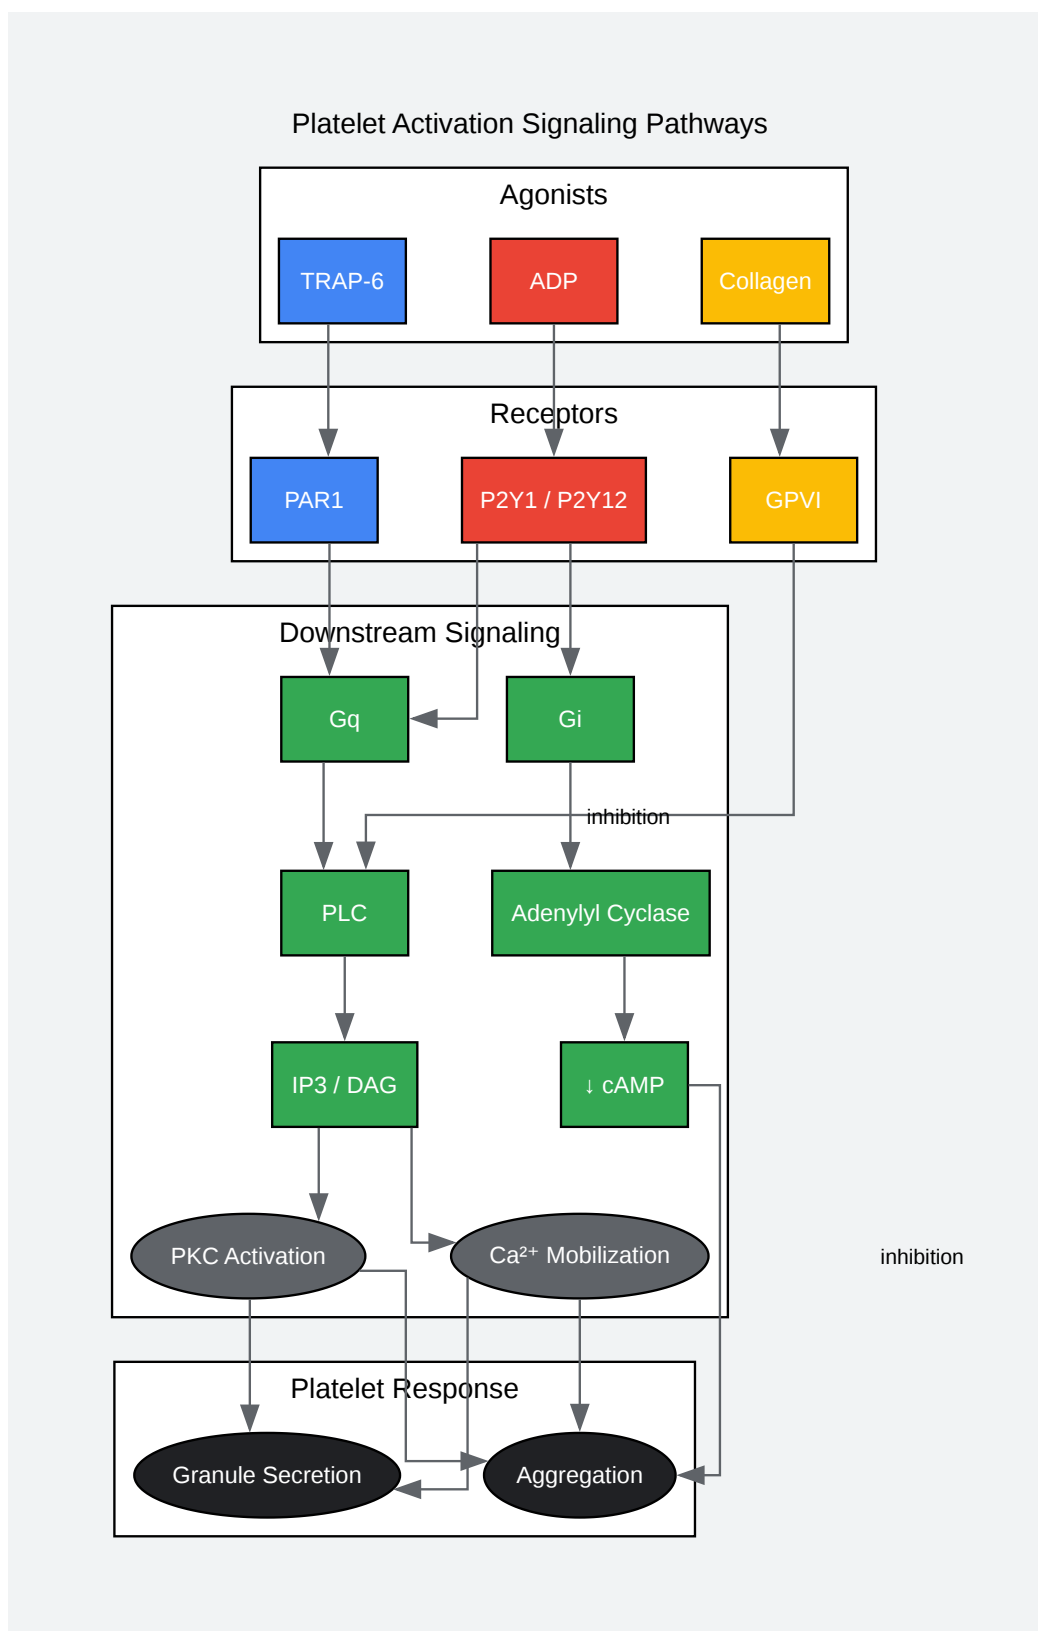 Platelet Activation Signaling Pathways
Agonists
TRAP-6
ADP
Collagen
Receptors
PAR1
P2Y1 / P2Y12
GPVI
Downstream Signaling
Gq
Gi
inhibition
PLC
Adenylyl Cyclase
IP3 / DAG
↓ cAMP
PKC Activation
Ca²⁺ Mobilization
inhibition
Platelet Response
Granule Secretion
Aggregation